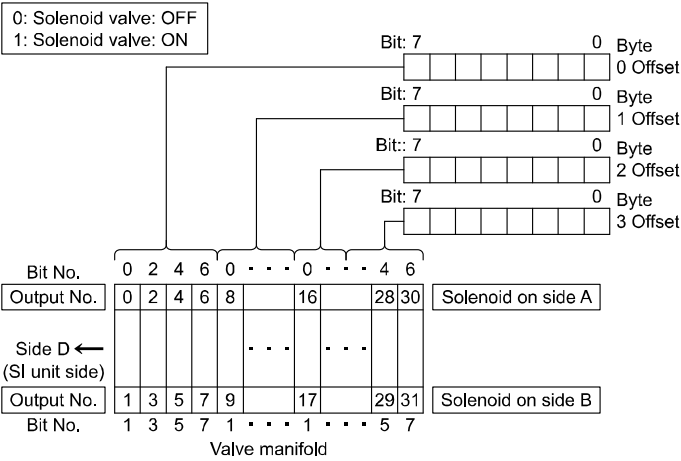 0: Solenoid valve: OFF
1: Solenoid valve: ON
Bit: 7 0 Byte
0 Offset
Bit: 7 0 Byte
1 Offset
Bit:: 7 0 Byte
2 Offset
Bit: 7 0 Byte
3 Offset
Bit No. 0 2 4 6 0 · · · 0 · · · 4 6
Output No. 0 2 4 6 8 16 28 30 Solenoid on side A
Side D ← · · · · · ·
(SI unit side)
Output No. 1 3 5 7 9 17 29 31 Solenoid on side B
Bit No. 1 3 5 7 1 · · · 1 · · · 5 7
Valve manifold